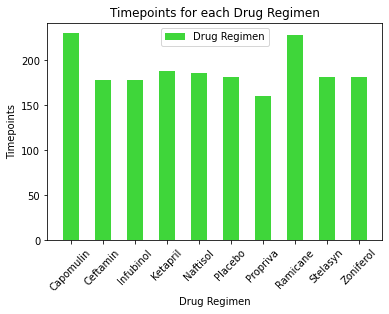 Timepoints for each Drug Regimen
Drug Regimen
Timepoints
200
150
100
50
0
Capomulin
Ceftamin
Infubinol
Ketapril
Naftisol
Placebo
Propriva
Ramicane
Stelasyn
Zoniferol
Drug Regimen